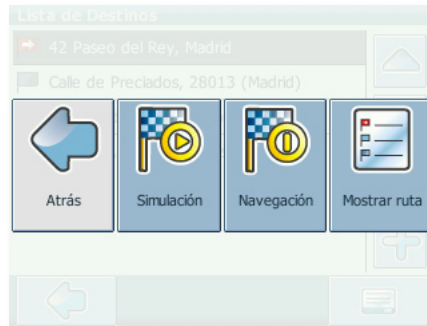 Lista de Destinos
42 Paseo del Rey, Madrid
Calle de Preciados, 28013 (Madrid)
Atrás
Simulación
Navegación
Mostrar ruta